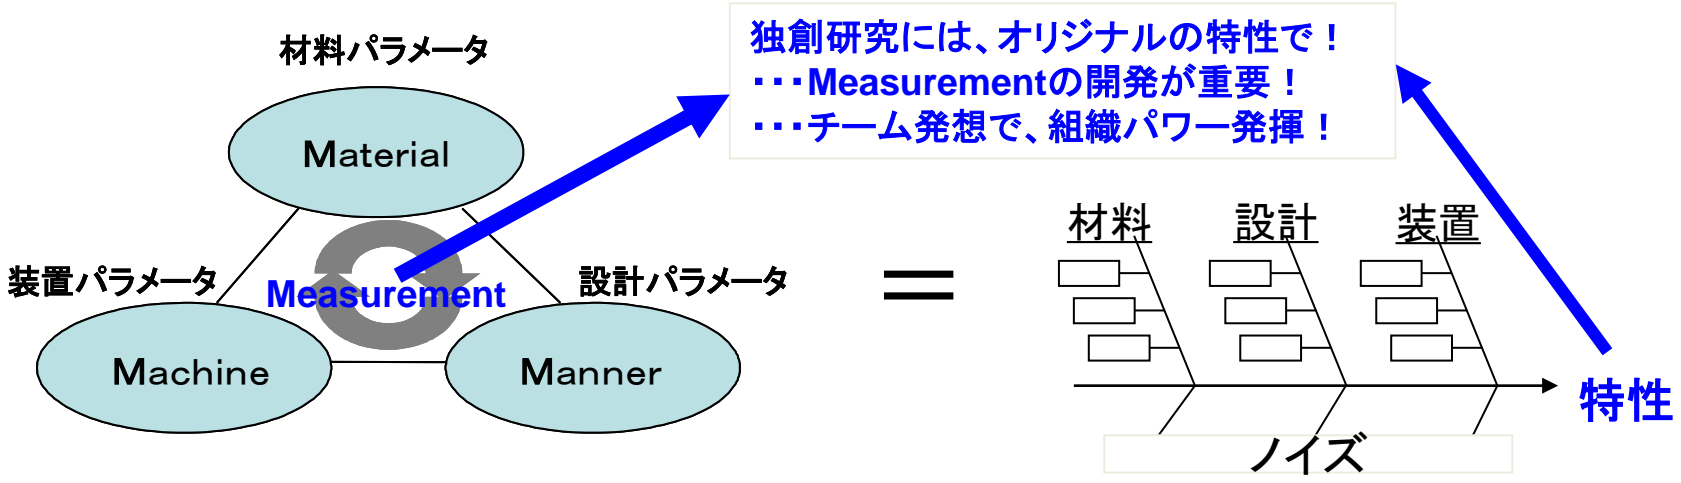 材料パラメータ
Material
装置パラメータ
Measurement
設計パラメータ
Machine
Manner
独創研究には、オリジナルの特性で！
･･･Measurementの開発が重要！
･･･チーム発想で、組織パワー発揮！
＝
材料
設計
装置
特性
ノイズ